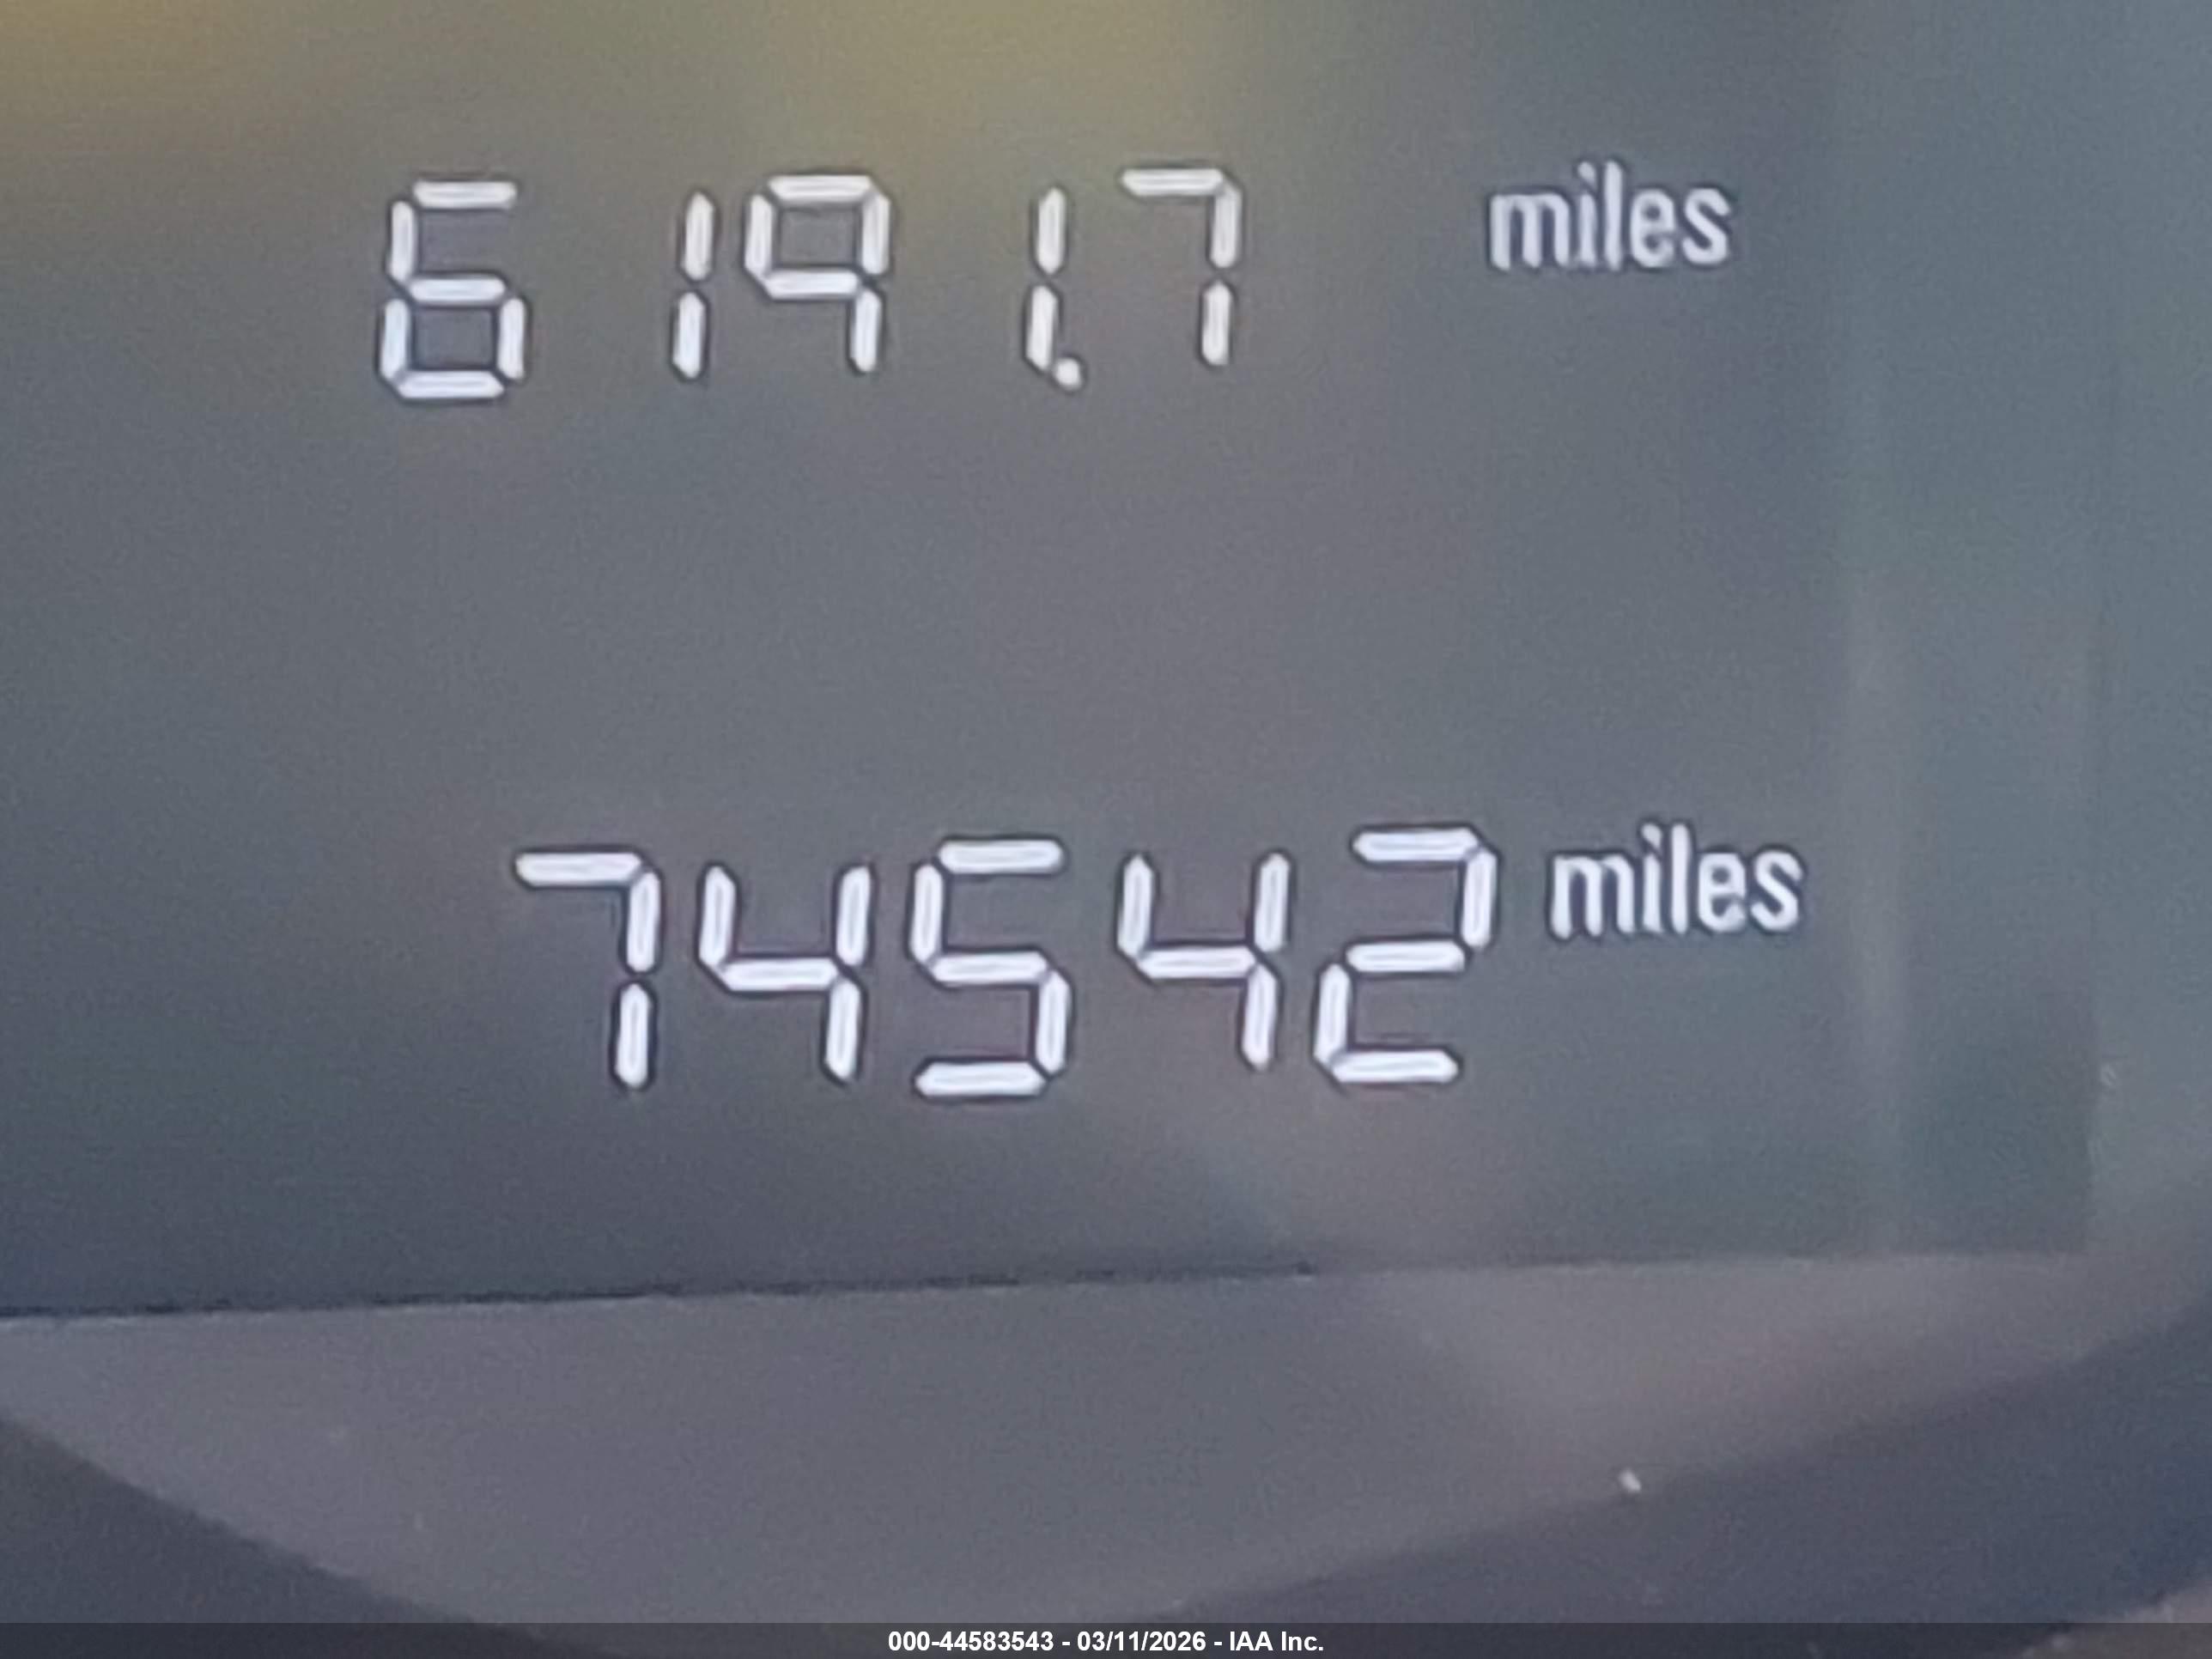 6191.7 miles
74542 miles
000-44583543 - 03/11/2026 - IAA Inc.